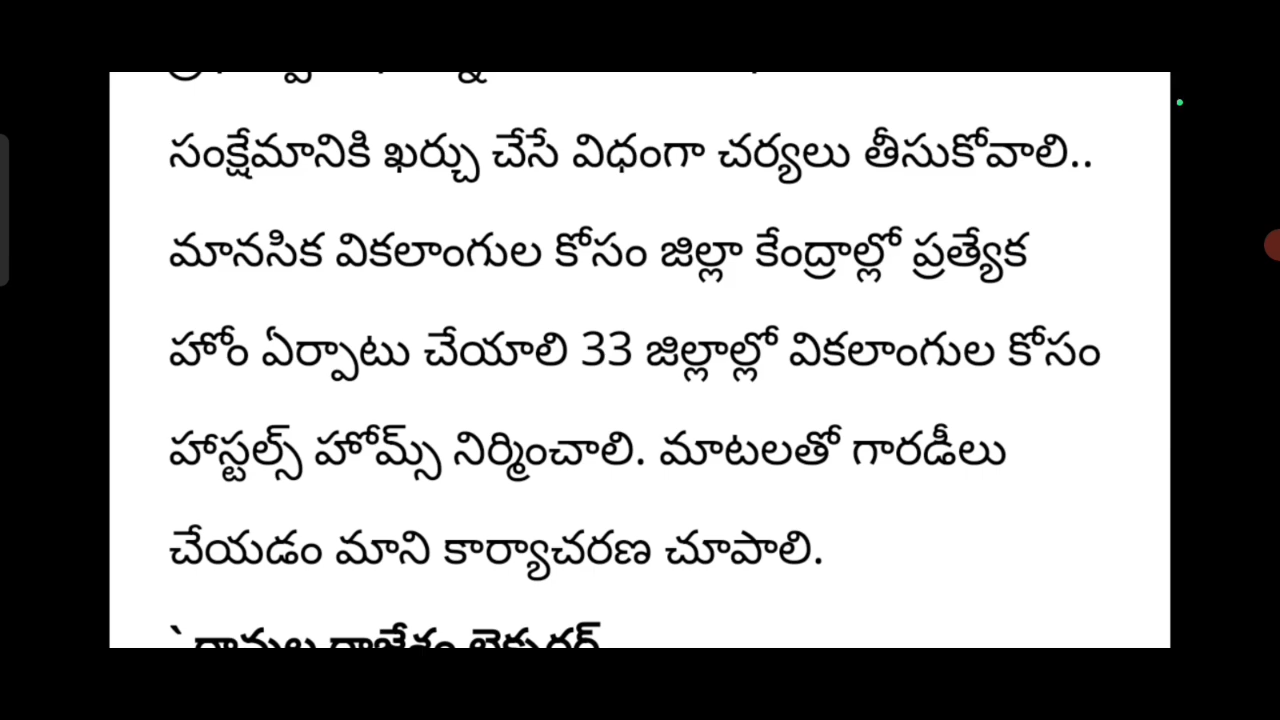 సంక్షేమానికి ఖర్చు చేసే విధంగా చర్యలు తీసుకోవాలి..
మానసిక వికలాంగుల కోసం జిల్లా కేంద్రాల్లో ప్రత్యేక
హోం ఏర్పాటు చేయాలి 33 జిల్లాల్లో వికలాంగుల కోసం
హాస్టల్స్ హోమ్స్ నిర్మించాలి. మాటలతో గారడీలు
చేయడం మాని కార్యాచరణ చూపాలి.